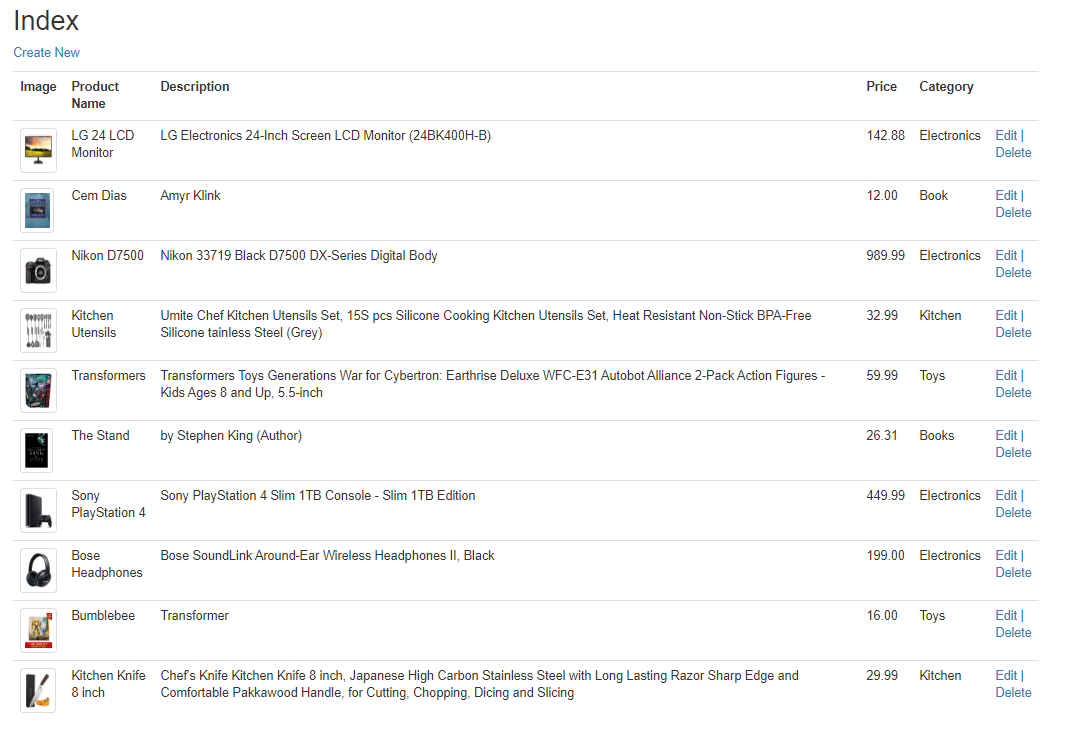 Index
Create New
Image Product Name Description Price Category
LG 24 LCD Monitor LG Electronics 24-Inch Screen LCD Monitor (24BK400H-B) 142.88 Electronics Edit | Delete
Cem Dias Amyr Klink 12.00 Book Edit | Delete
Nikon D7500 Nikon 33719 Black D7500 DX-Series Digital Body 989.99 Electronics Edit | Delete
Kitchen Utensils Umite Chef Kitchen Utensils Set, 15S pcs Silicone Cooking Kitchen Utensils Set, Heat Resistant Non-Stick BPA-Free Silicone tainless Steel (Grey) 32.99 Kitchen Edit | Delete
Transformers Transformers Toys Generations War for Cybertron: Earthrise Deluxe WFC-E31 Autobot Alliance 2-Pack Action Figures - Kids Ages 8 and Up, 5.5-inch 59.99 Toys Edit | Delete
The Stand by Stephen King (Author) 26.31 Books Edit | Delete
Sony PlayStation 4 Sony PlayStation 4 Slim 1TB Console - Slim 1TB Edition 449.99 Electronics Edit | Delete
Bose Headphones Bose SoundLink Around-Ear Wireless Headphones II, Black 199.00 Electronics Edit | Delete
Bumblebee Transformer 16.00 Toys Edit | Delete
Kitchen Knife 8 inch Chef's Knife Kitchen Knife 8 inch, Japanese High Carbon Stainless Steel with Long Lasting Razor Sharp Edge and Comfortable Pakkawood Handle, for Cutting, Chopping, Dicing and Slicing 29.99 Kitchen Edit | Delete